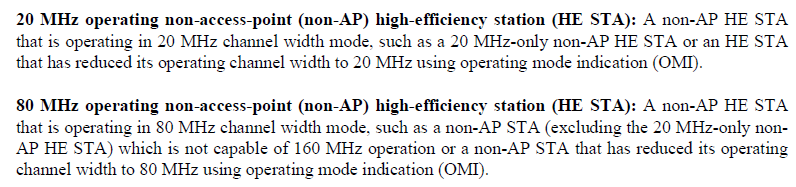 20 MHz operating non-access-point (non-AP) high-efficiency station (HE STA): A non-AP HE STA
that is operating in 20 MHz channel width mode, such as a 20 MHz-only non-AP HE STA or an HE STA
that has reduced its operating channel width to 20 MHz using operating mode indication (OMI).
80 MHz operating non-access-point (non-AP) high-efficiency station (HE STA): A non-AP HE STA
that is operating in 80 MHz channel width mode, such as a non-AP STA (excluding the 20 MHz-only non-
AP HE STA) which is not capable of 160 MHz operation or a non-AP STA that has reduced its operating
channel width to 80 MHz using operating mode indication (OMI).